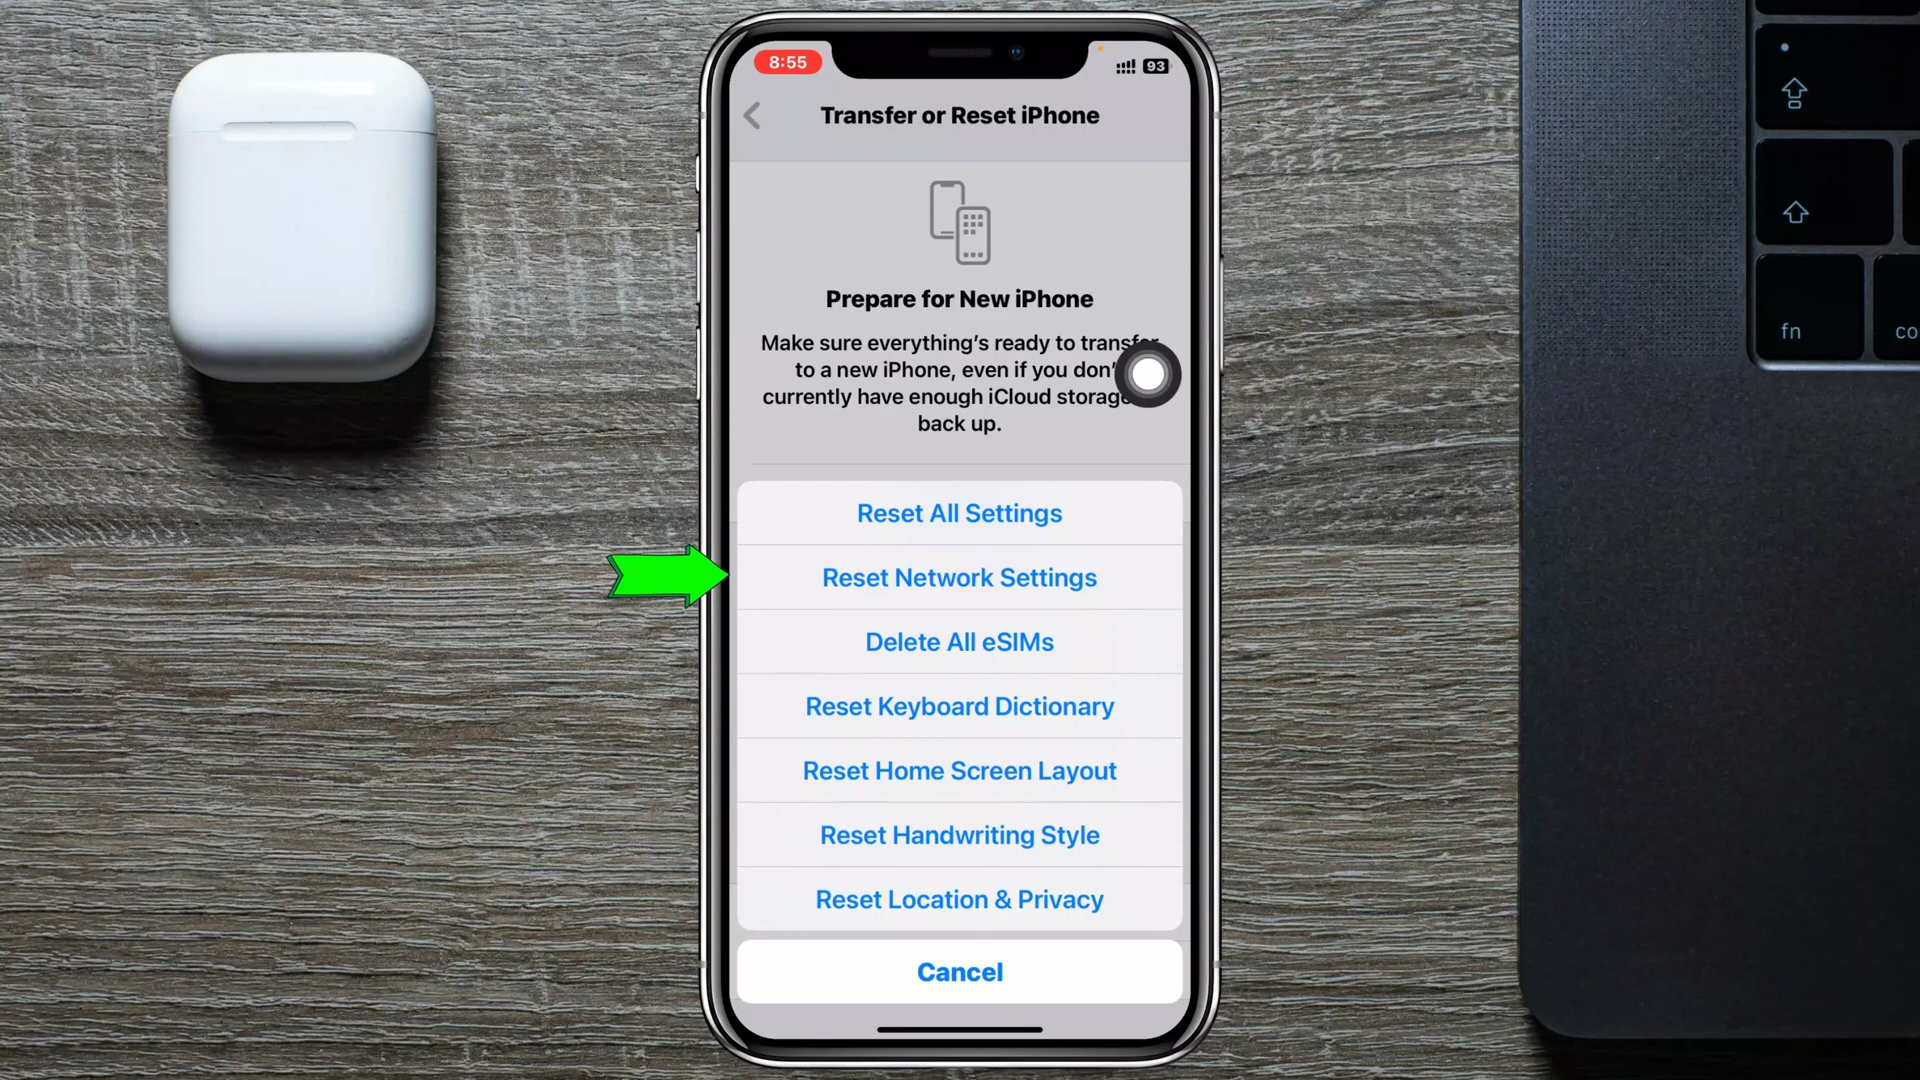 8:55
93
Transfer or Reset iPhone
Prepare for New iPhone
Make sure everything's ready to transfer
to a new iPhone, even if you don'
currently have enough iCloud storage
back up.
Reset All Settings
Reset Network Settings
Delete All eSIMs
Reset Keyboard Dictionary
Reset Home Screen Layout
Reset Handwriting Style
Reset Location & Privacy
Cancel
fn
co